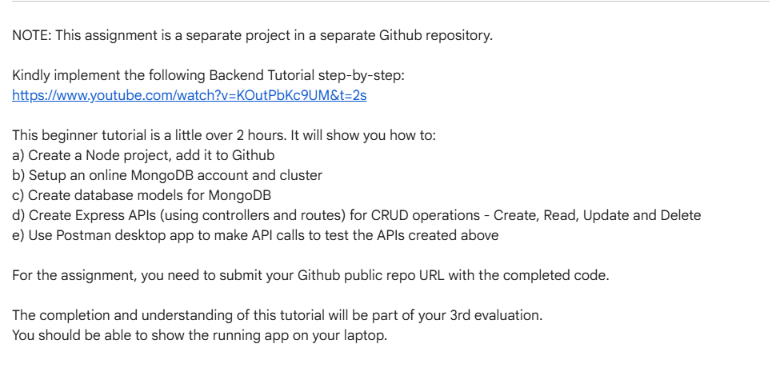 NOTE: This assignment is a separate project in a separate Github repository.
Kindly implement the following Backend Tutorial step-by-step:
https://www.youtube.com/watch?v=KOutPbKc9UM&t=2s
This beginner tutorial is a little over 2 hours. It will show you how to:
a) Create a Node project, add it to Github
b) Setup an online MongoDB account and cluster
c) Create database models for MongoDB
d) Create Express APIs (using controllers and routes) for CRUD operations - Create, Read, Update and Delete
e) Use Postman desktop app to make API calls to test the APIs created above
For the assignment, you need to submit your Github public repo URL with the completed code.
The completion and understanding of this tutorial will be part of your 3rd evaluation.
You should be able to show the running app on your laptop.